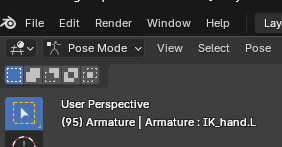 File Edit Render Window Help Lay
Pose Mode View Select Pose
User Perspective
(95) Armature | Armature : IK_hand.L